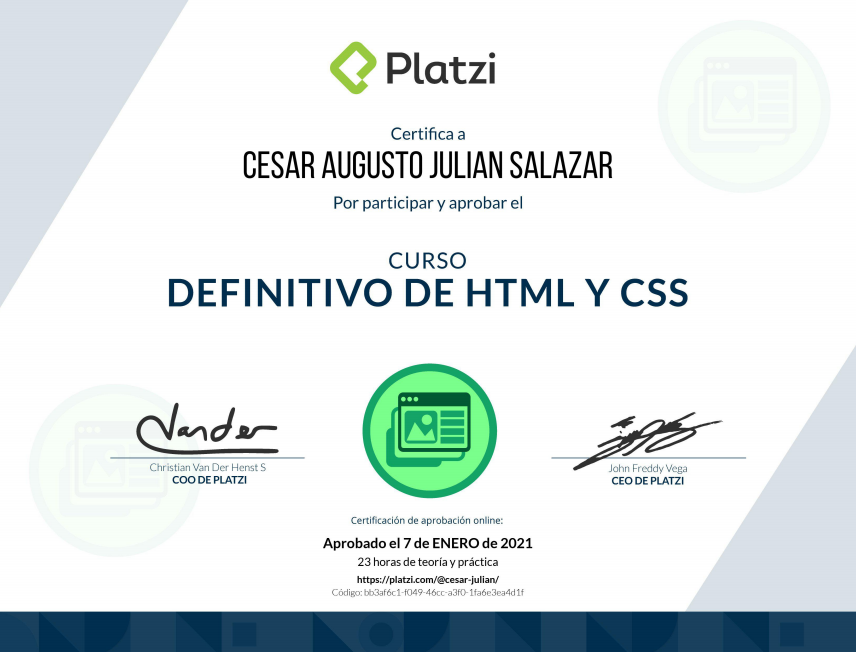 Platzi
Certifica a
CESAR AUGUSTO JULIAN SALAZAR
Por participar y aprobar el
CURSO
DEFINITIVO DE HTML Y CSS
Vander
Christian Van Der Henst S
COO DE PLATZI
John Freddy Vega
CEO DE PLATZI
Certificación de aprobación online:
Aprobado el 7 de ENERO de 2021
23 horas de teoría y práctica
https://platzi.com/@cesar-julian/
Código: bb3af6c1-f049-46cc-a3f0-1fa6e3ea4d1f